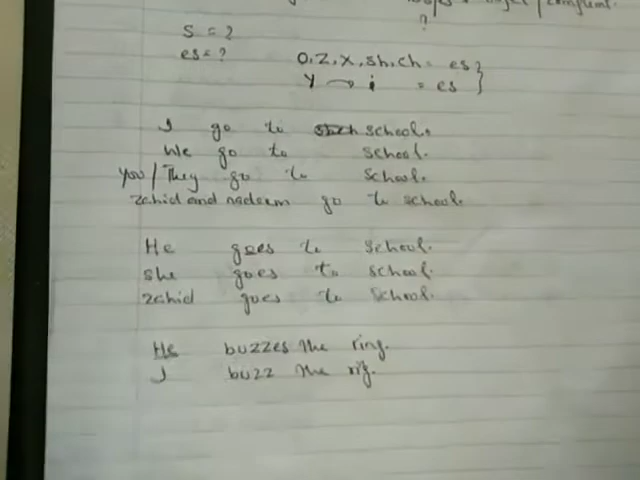 ?
s = ?
es = ?
O, Z, X, sh, ch = es }
Y → i = es }
I go to school.
We go to school.
You / They go to school.
zahid and nadeem go to school.
He goes to school.
she goes to school.
zahid goes to school.
He buzzes the ring.
I buzz the